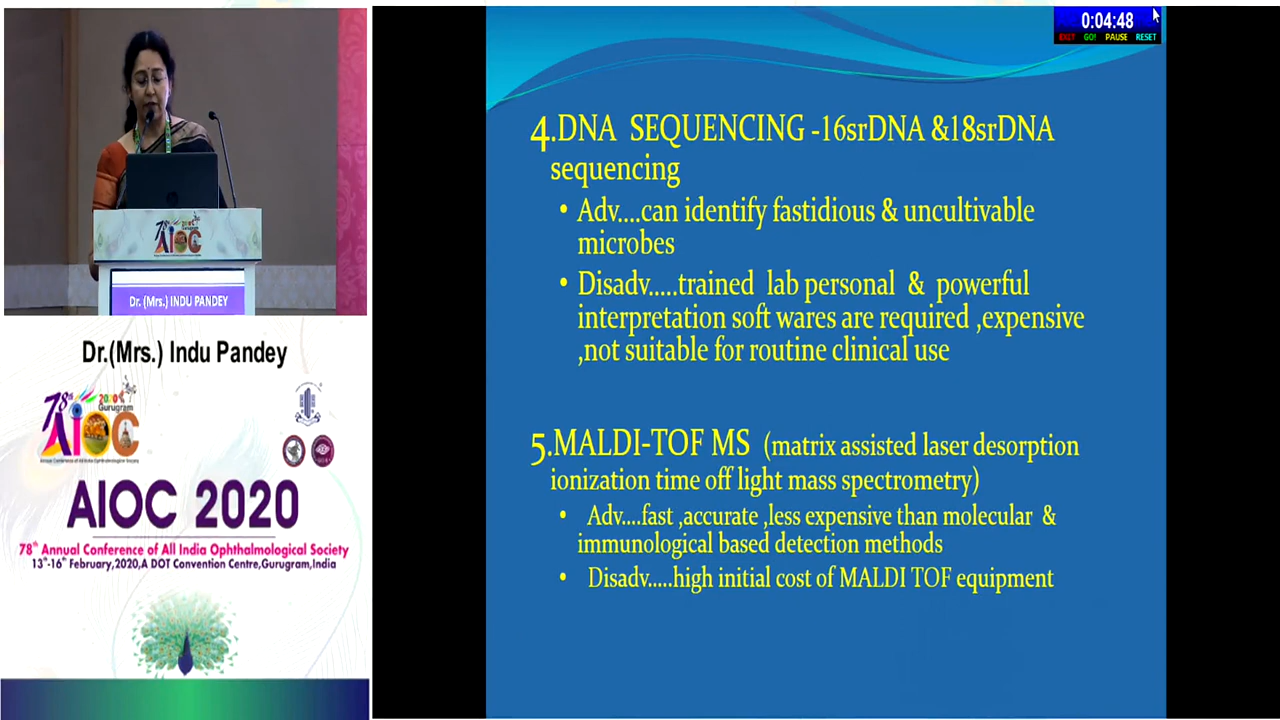 0:04:48
EXIT GO! PAUSE RESET
4.DNA SEQUENCING -16srDNA &18srDNA
sequencing
• Adv....can identify fastidious & uncultivable
microbes
• Disadv.....trained lab personal & powerful
interpretation soft wares are required ,expensive
,not suitable for routine clinical use
5.MALDI-TOF MS (matrix assisted laser desorption
ionization time off light mass spectrometry)
• Adv....fast ,accurate ,less expensive than molecular &
immunological based detection methods
• Disadv.....high initial cost of MALDI TOF equipment
78th AIOC
Dr. (Mrs.) INDU PANDEY
Dr.(Mrs.) Indu Pandey
78th 2020
Gurugram
AIOC
AIOC 2020
78th Annual Conference of All India Ophthalmological Society
13th-16th February,2020,A DOT Convention Centre,Gurugram,India